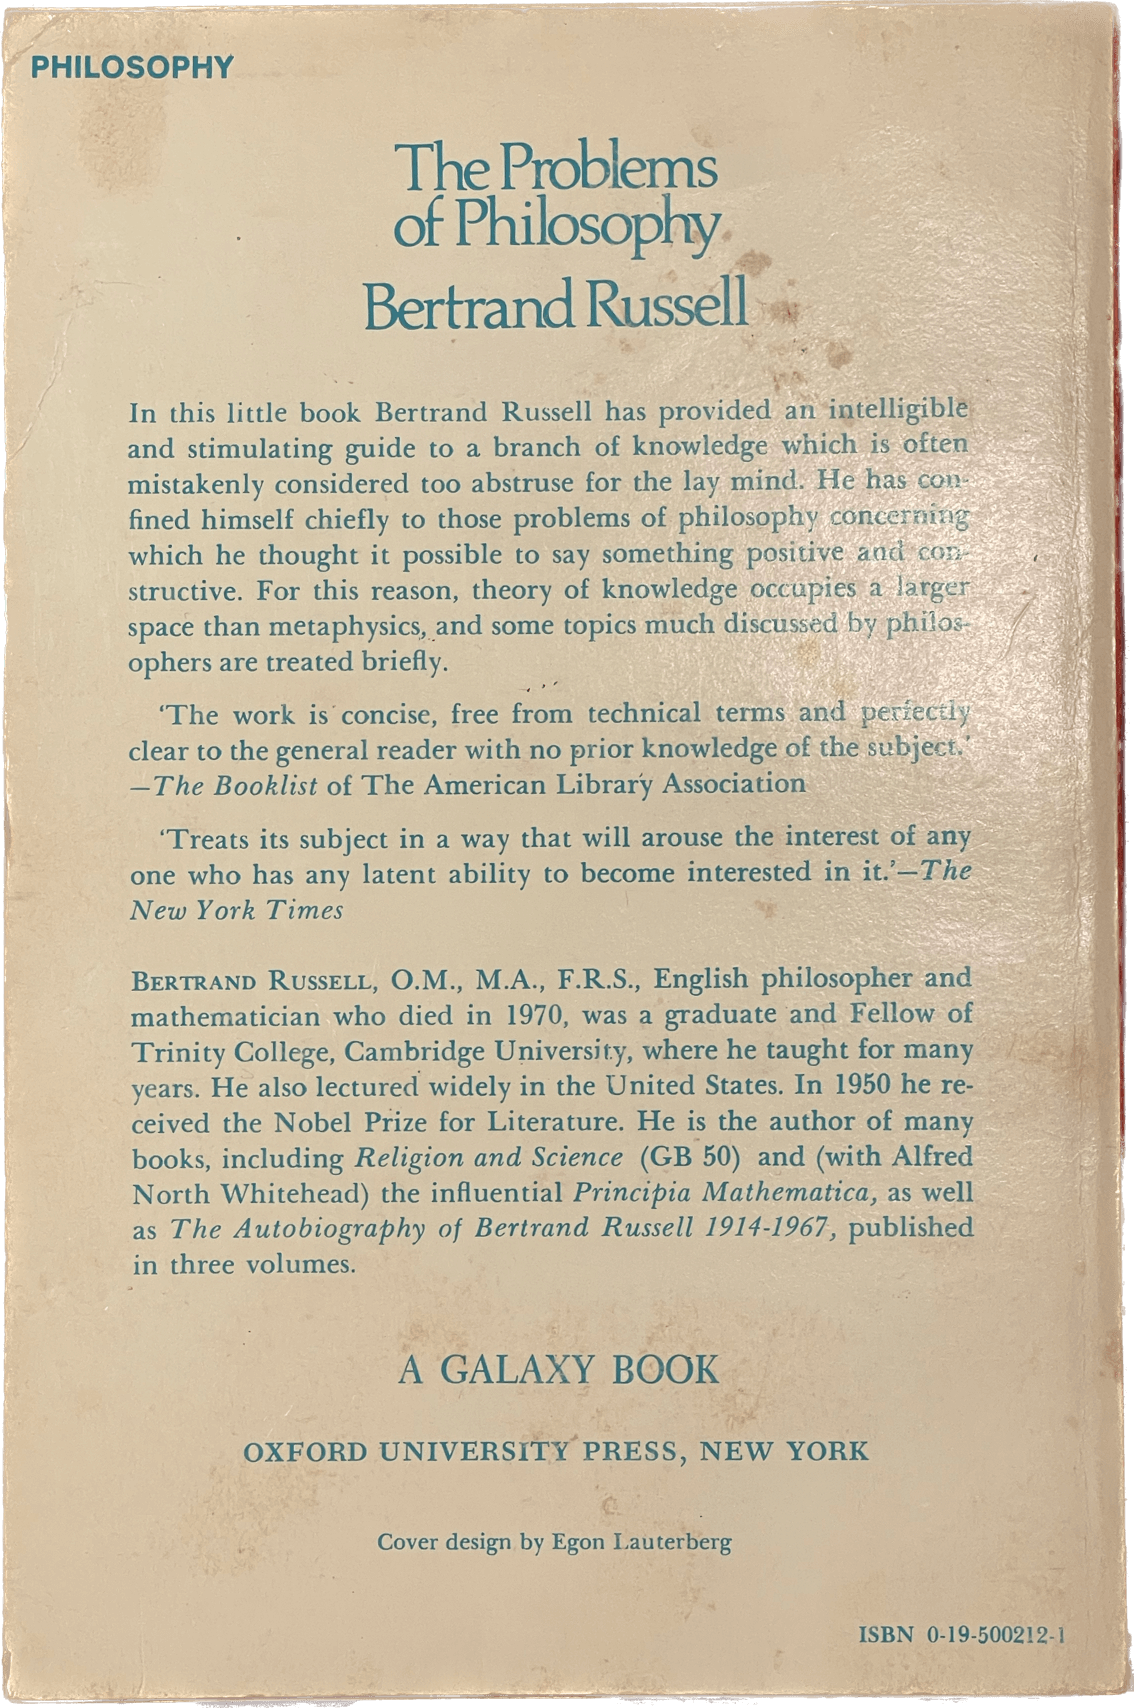 PHILOSOPHY
The Problems
of Philosophy
Bertrand Russell
In this little book Bertrand Russell has provided an intelligible
and stimulating guide to a branch of knowledge which is often
mistakenly considered too abstruse for the lay mind. He has con-
fined himself chiefly to those problems of philosophy concerning
which he thought it possible to say something positive and con-
structive. For this reason, theory of knowledge occupies a larger
space than metaphysics, and some topics much discussed by philos-
ophers are treated briefly.
‘The work is concise, free from technical terms and perfectly
clear to the general reader with no prior knowledge of the subject.’
—The Booklist of The American Library Association
‘Treats its subject in a way that will arouse the interest of any
one who has any latent ability to become interested in it.’—The
New York Times
BERTRAND RUSSELL, O.M., M.A., F.R.S., English philosopher and
mathematician who died in 1970, was a graduate and Fellow of
Trinity College, Cambridge University, where he taught for many
years. He also lectured widely in the United States. In 1950 he re-
ceived the Nobel Prize for Literature. He is the author of many
books, including Religion and Science (GB 50) and (with Alfred
North Whitehead) the influential Principia Mathematica, as well
as The Autobiography of Bertrand Russell 1914-1967, published
in three volumes.
A GALAXY BOOK
OXFORD UNIVERSITY PRESS, NEW YORK
Cover design by Egon Lauterberg
ISBN 0-19-500212-1